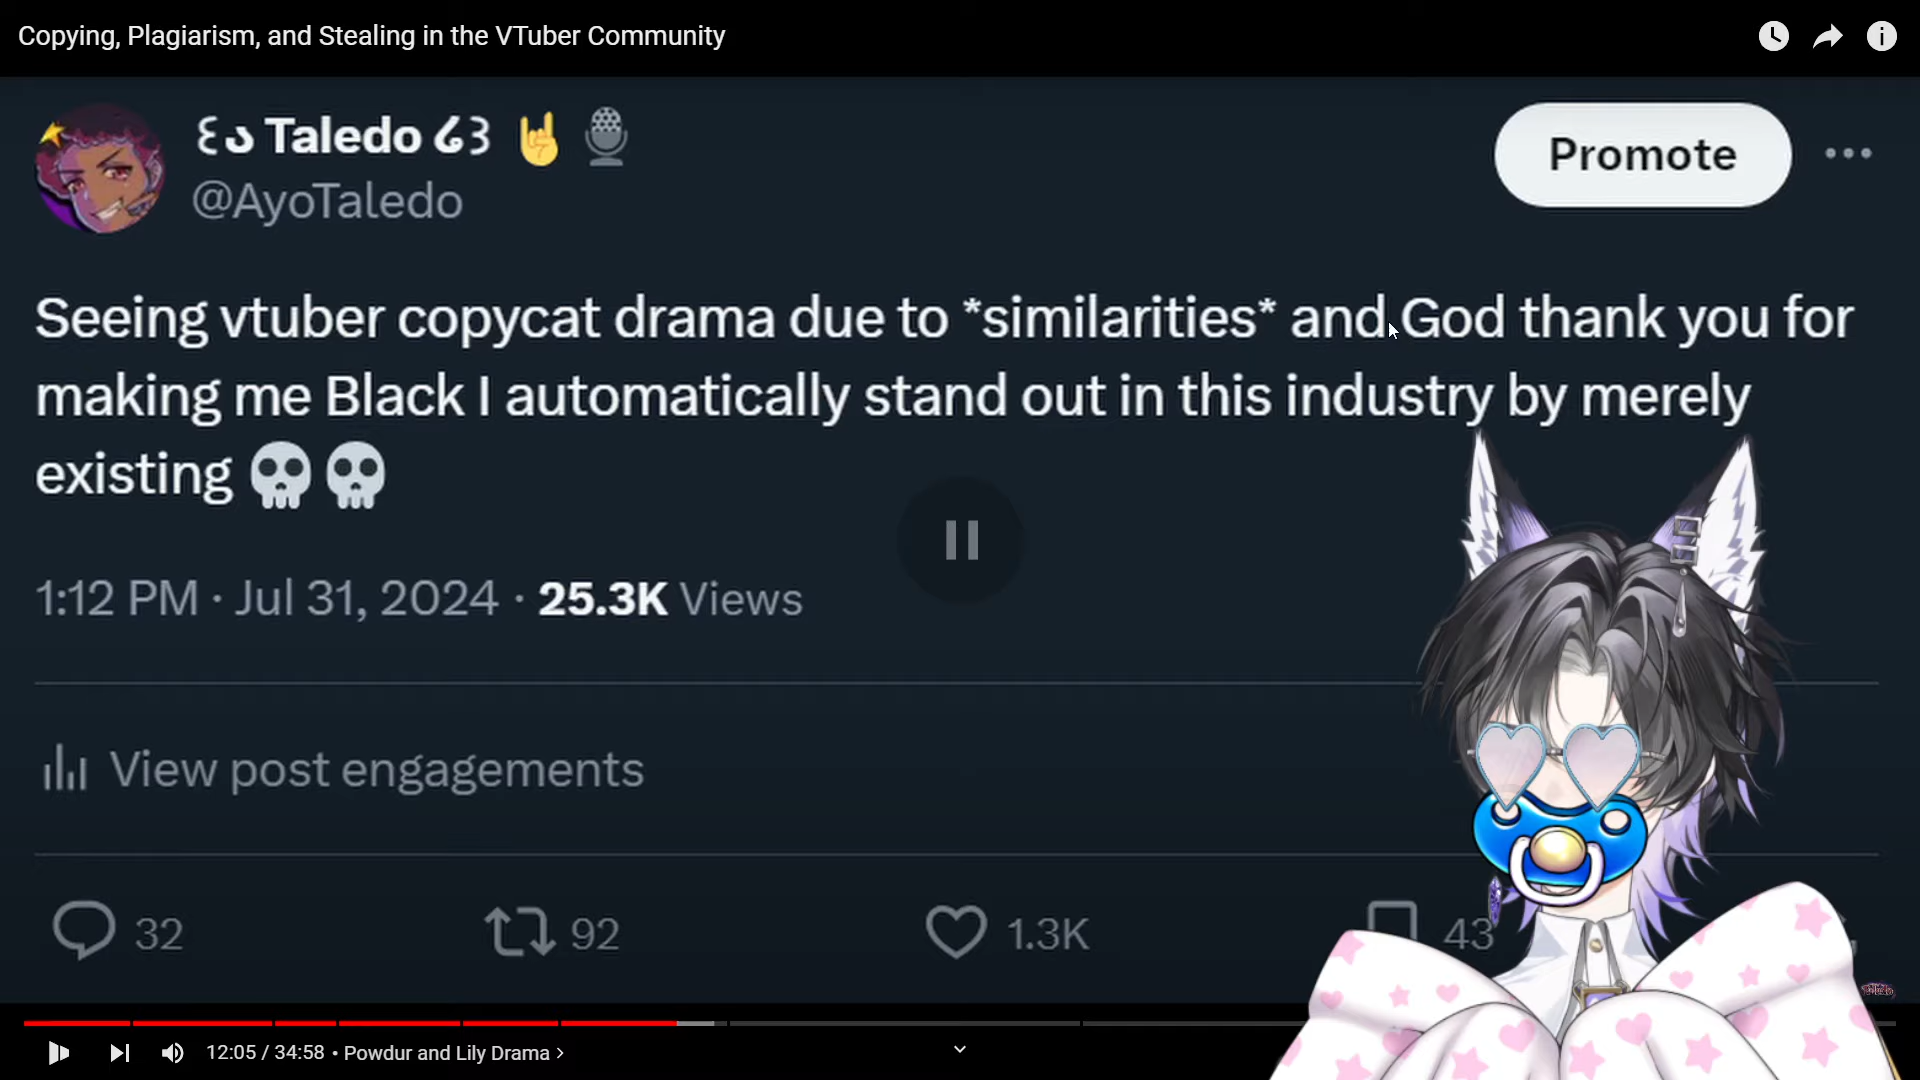 Copying, Plagiarism, and Stealing in the VTuber Community
꒰ა Taledo ໒꒱ 🤘 🎙️
@AyoTaledo
Promote
Seeing vtuber copycat drama due to *similarities* and God thank you for
making me Black I automatically stand out in this industry by merely
existing 💀💀
1:12 PM · Jul 31, 2024 · 25.3K Views
View post engagements
32 92 1.3K 43
12:05 / 34:58 • Powdur and Lily Drama >